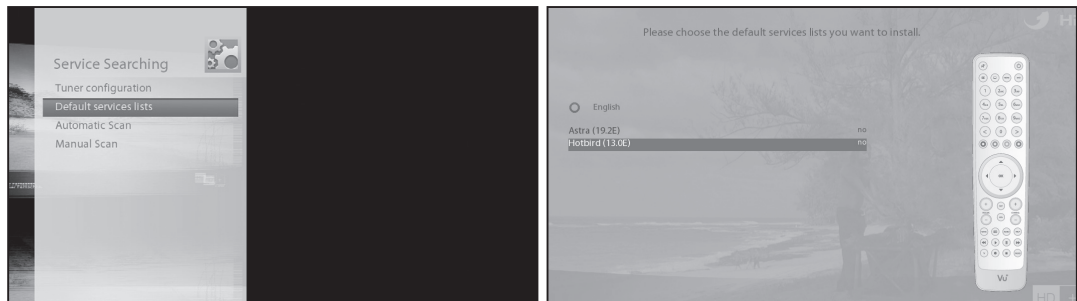 Service Searching
Tuner configuration
Default services lists
Automatic Scan
Manual Scan
Please choose the default services lists you want to install.
English
Astra (19.2E) no
Hotbird (13.0E) no
VU+
HD